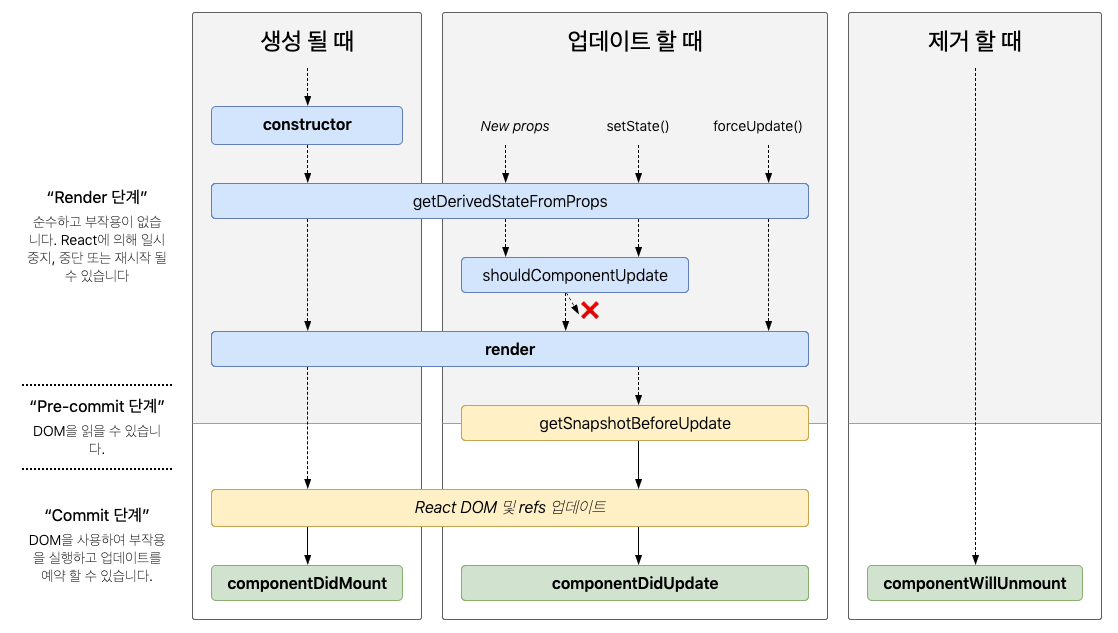 생성 될 때
업데이트 할 때
제거 할 때
constructor
New props
setState()
forceUpdate()
“Render 단계”
순수하고 부작용이 없습
니다. React에 의해 일시
중지, 중단 또는 재시작 될
수 있습니다
getDerivedStateFromProps
shouldComponentUpdate
render
“Pre-commit 단계”
DOM을 읽을 수 있습니
다.
getSnapshotBeforeUpdate
“Commit 단계”
DOM을 사용하여 부작용
을 실행하고 업데이트를
예약 할 수 있습니다.
React DOM 및 refs 업데이트
componentDidMount
componentDidUpdate
componentWillUnmount